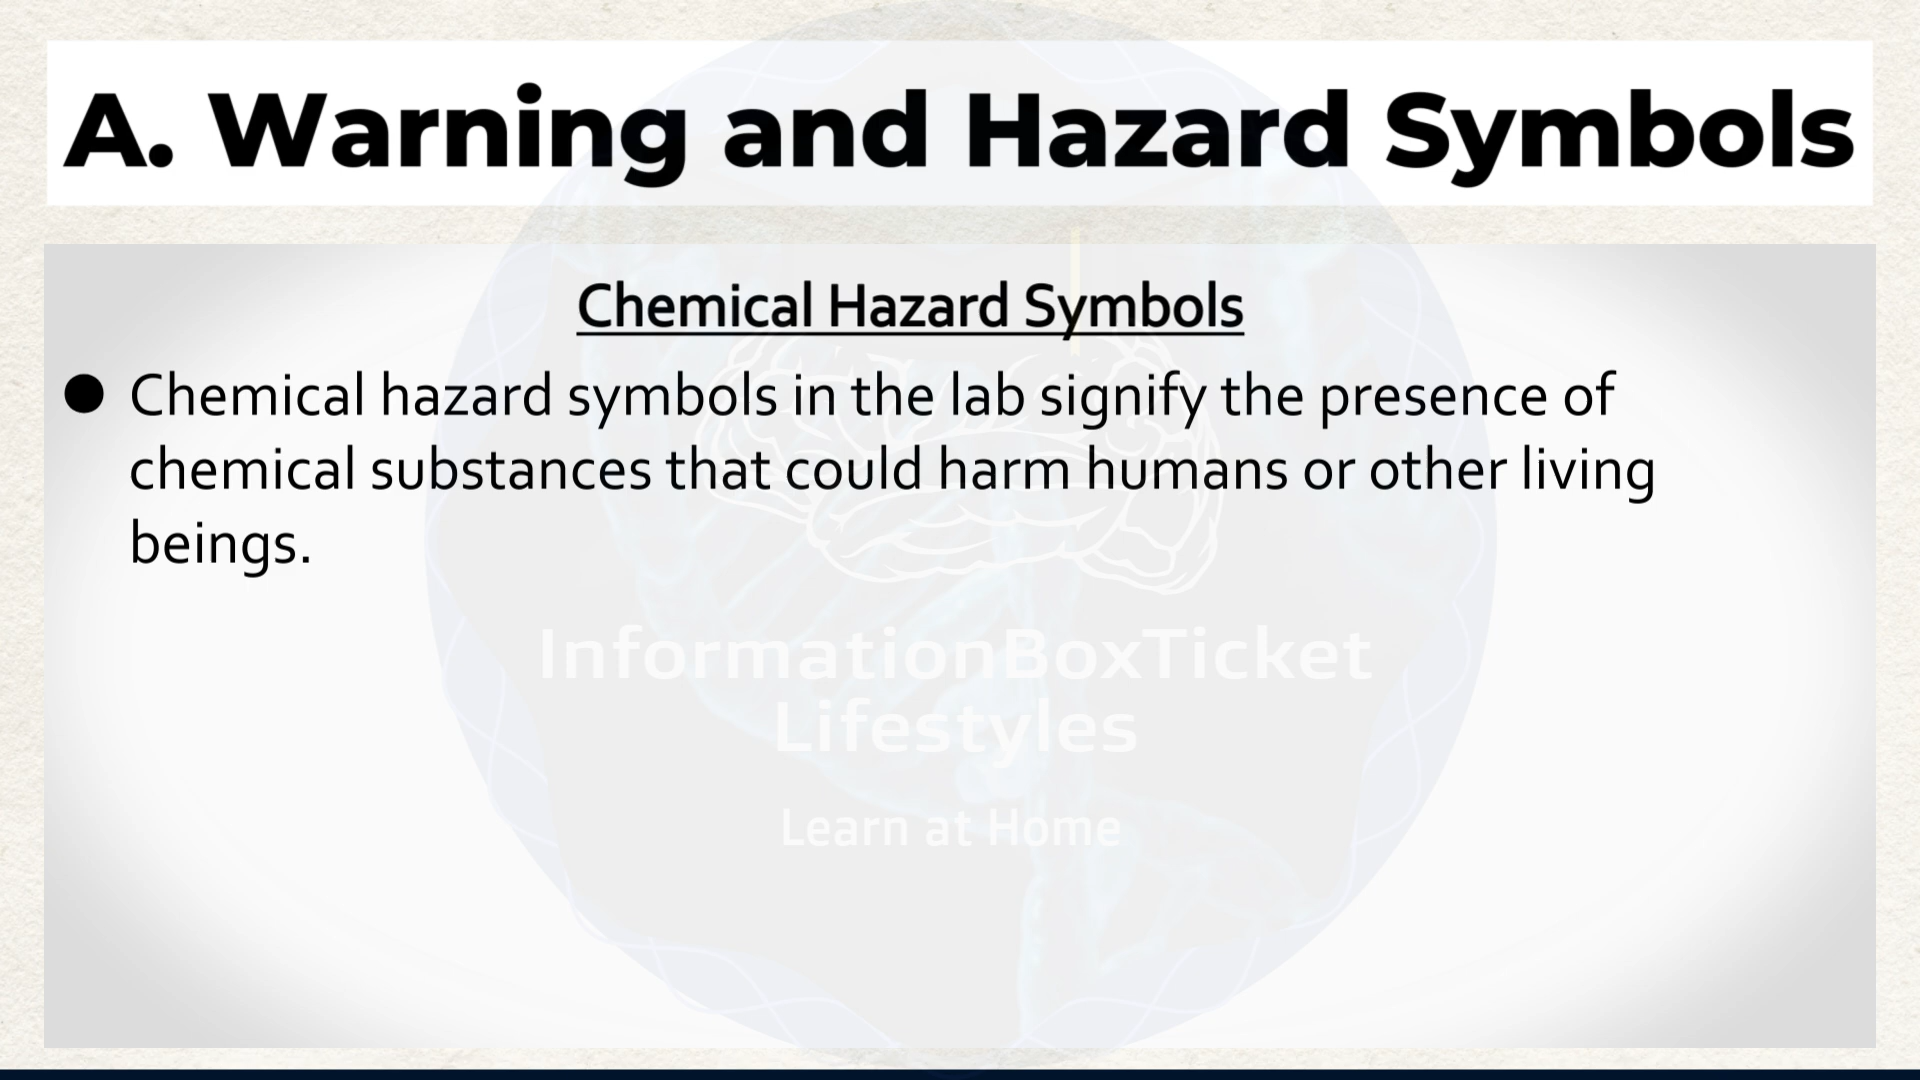 A. Warning and Hazard Symbols
Chemical Hazard Symbols
● Chemical hazard symbols in the lab signify the presence of
chemical substances that could harm humans or other living
beings.
InformationBoxTicket
Lifestyles
Learn at Home